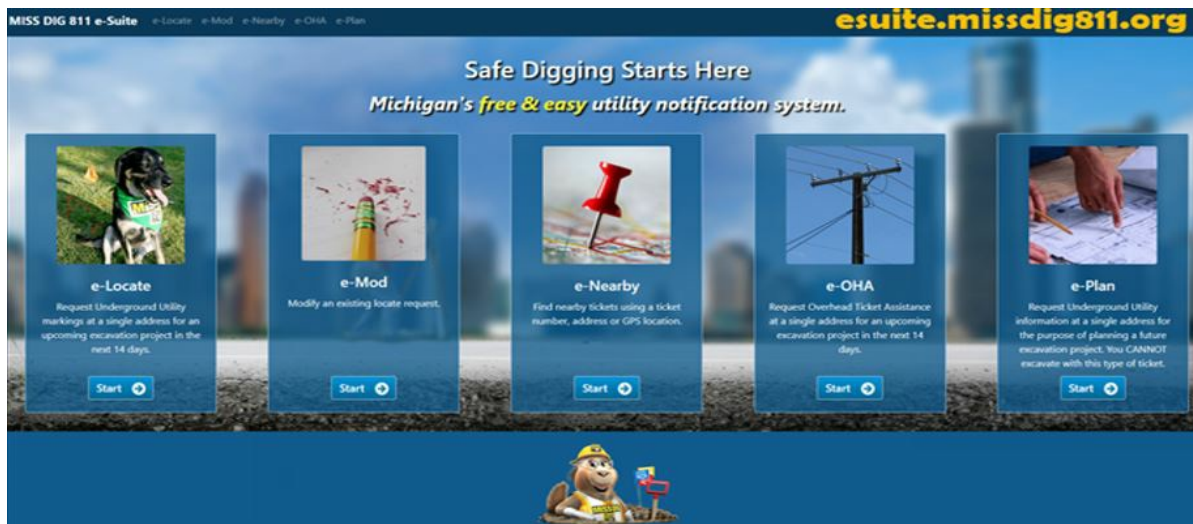 MISS DIG 811 e-Suite e-Locate e-Mod e-Nearby e-OHA e-Plan
esuite.missdig811.org
Safe Digging Starts Here
Michigan's free & easy utility notification system.
e-Locate
Request Underground Utility
markings at a single address for an
upcoming excavation project in the
next 14 days.
Start
e-Mod
Modify an existing locate request.
Start
e-Nearby
Find nearby tickets using a ticket
number, address or GPS location.
Start
e-OHA
Request Overhead Ticket Assistance
at a single address for an upcoming
excavation project in the next 14
days.
Start
e-Plan
Request Underground Utility
information at a single address for
the purpose of planning a future
excavation project. You CANNOT
excavate with this type of ticket.
Start